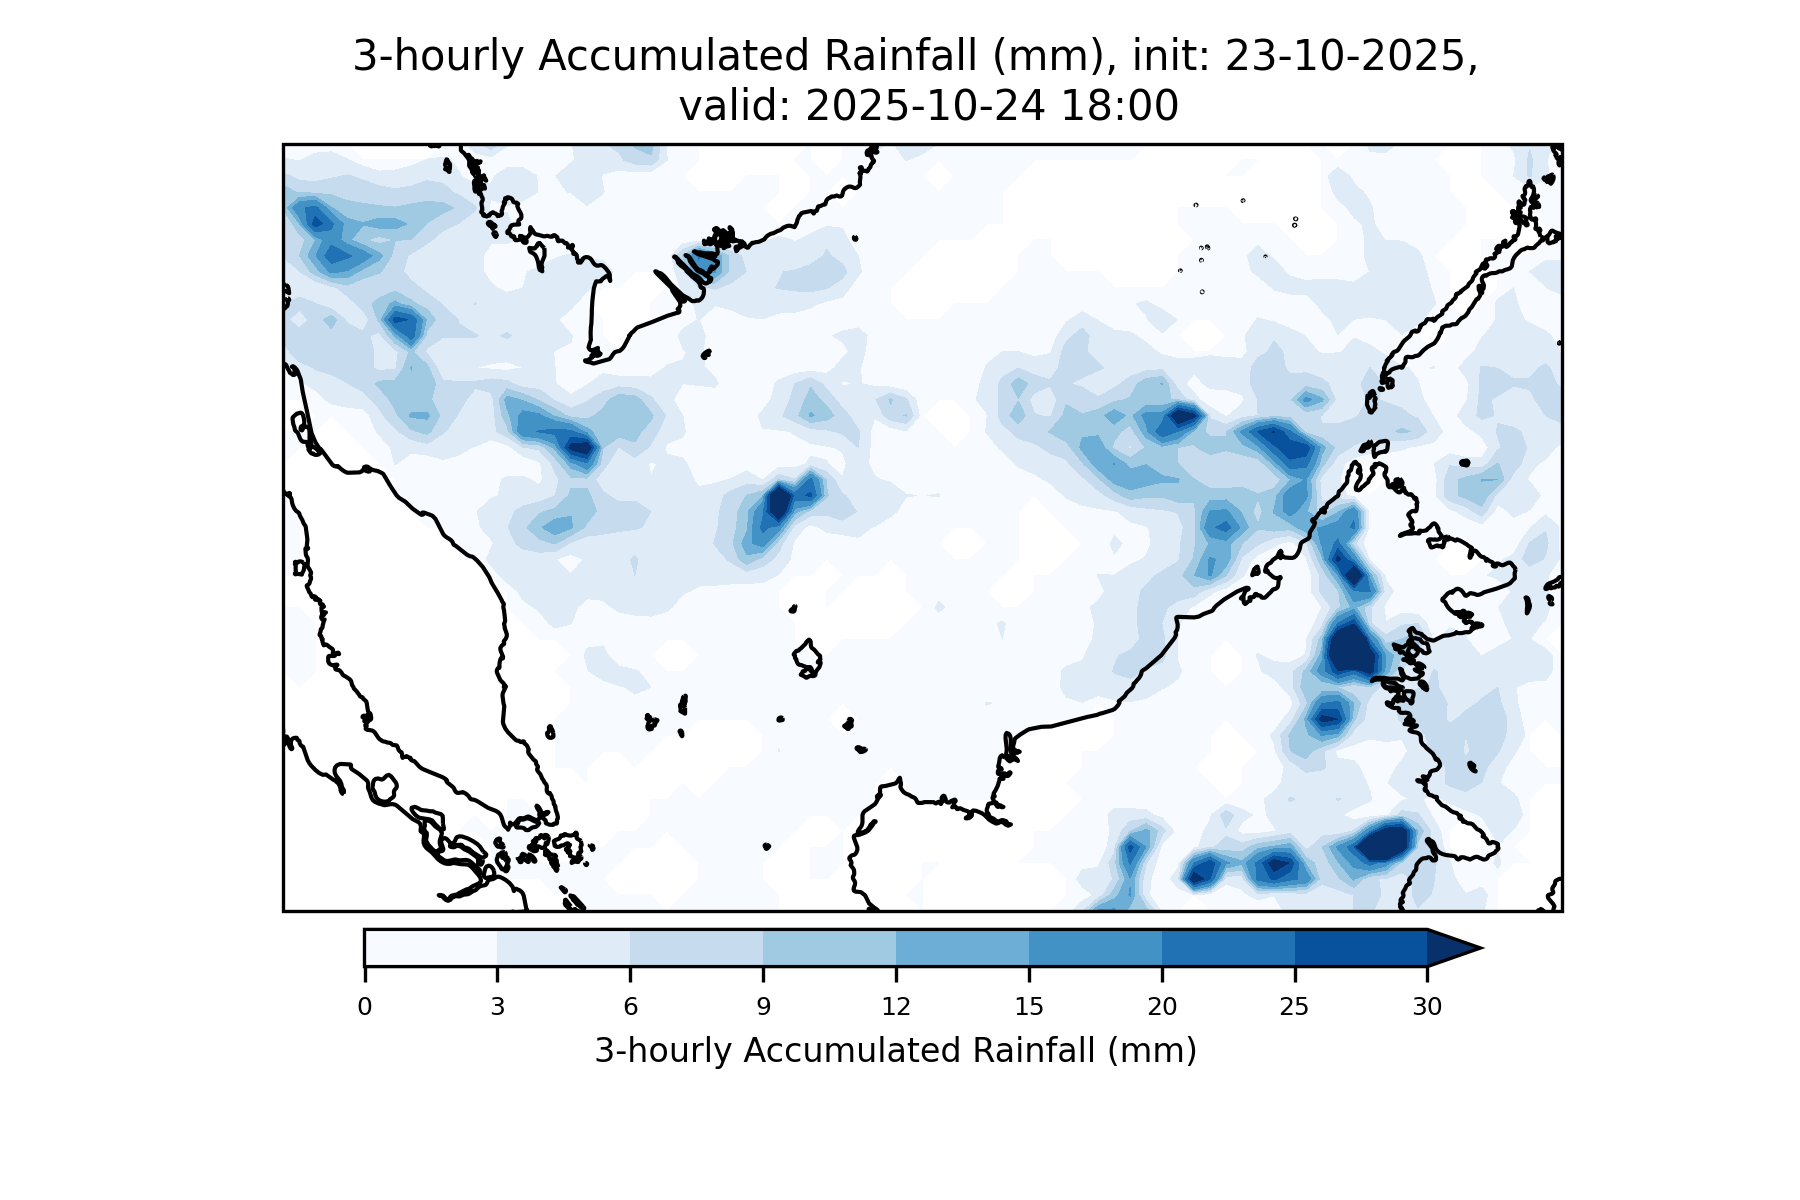 3-hourly Accumulated Rainfall (mm), init: 23-10-2025,
valid: 2025-10-24 18:00
0 3 6 9 12 15 20 25 30
3-hourly Accumulated Rainfall (mm)